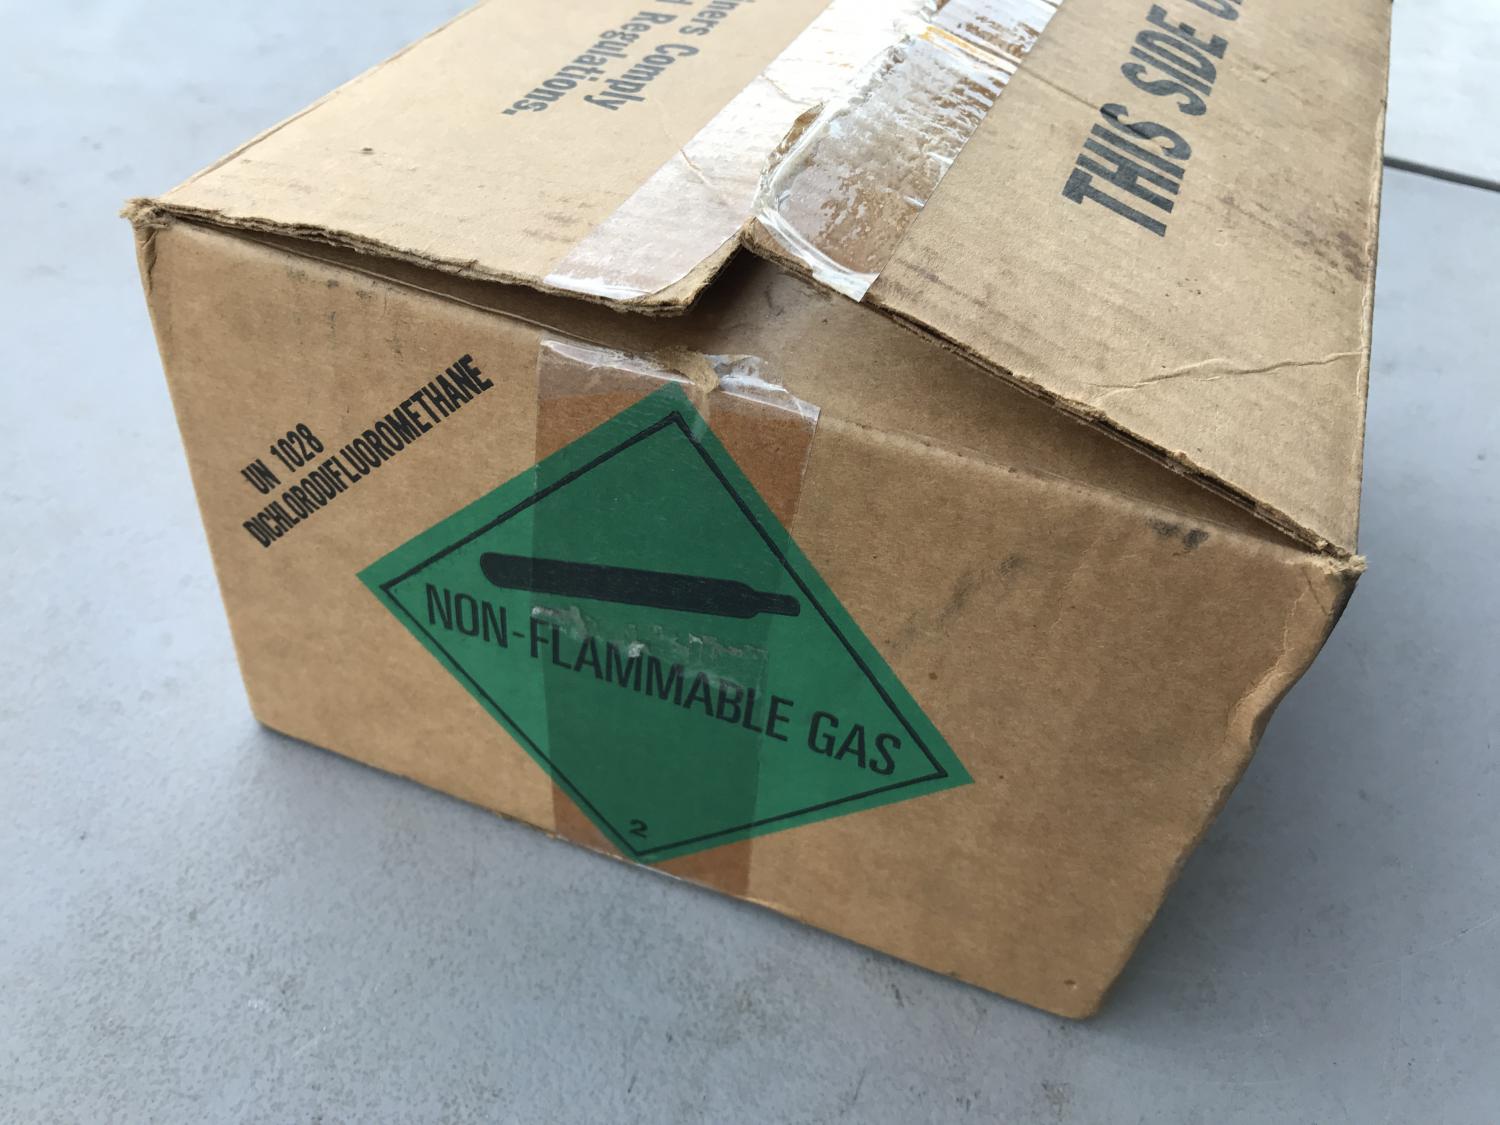 Comply
Regulations.
THIS SIDE
UN 1028
DICHLORODIFLUOROMETHANE
NON-FLAMMABLE GAS
2